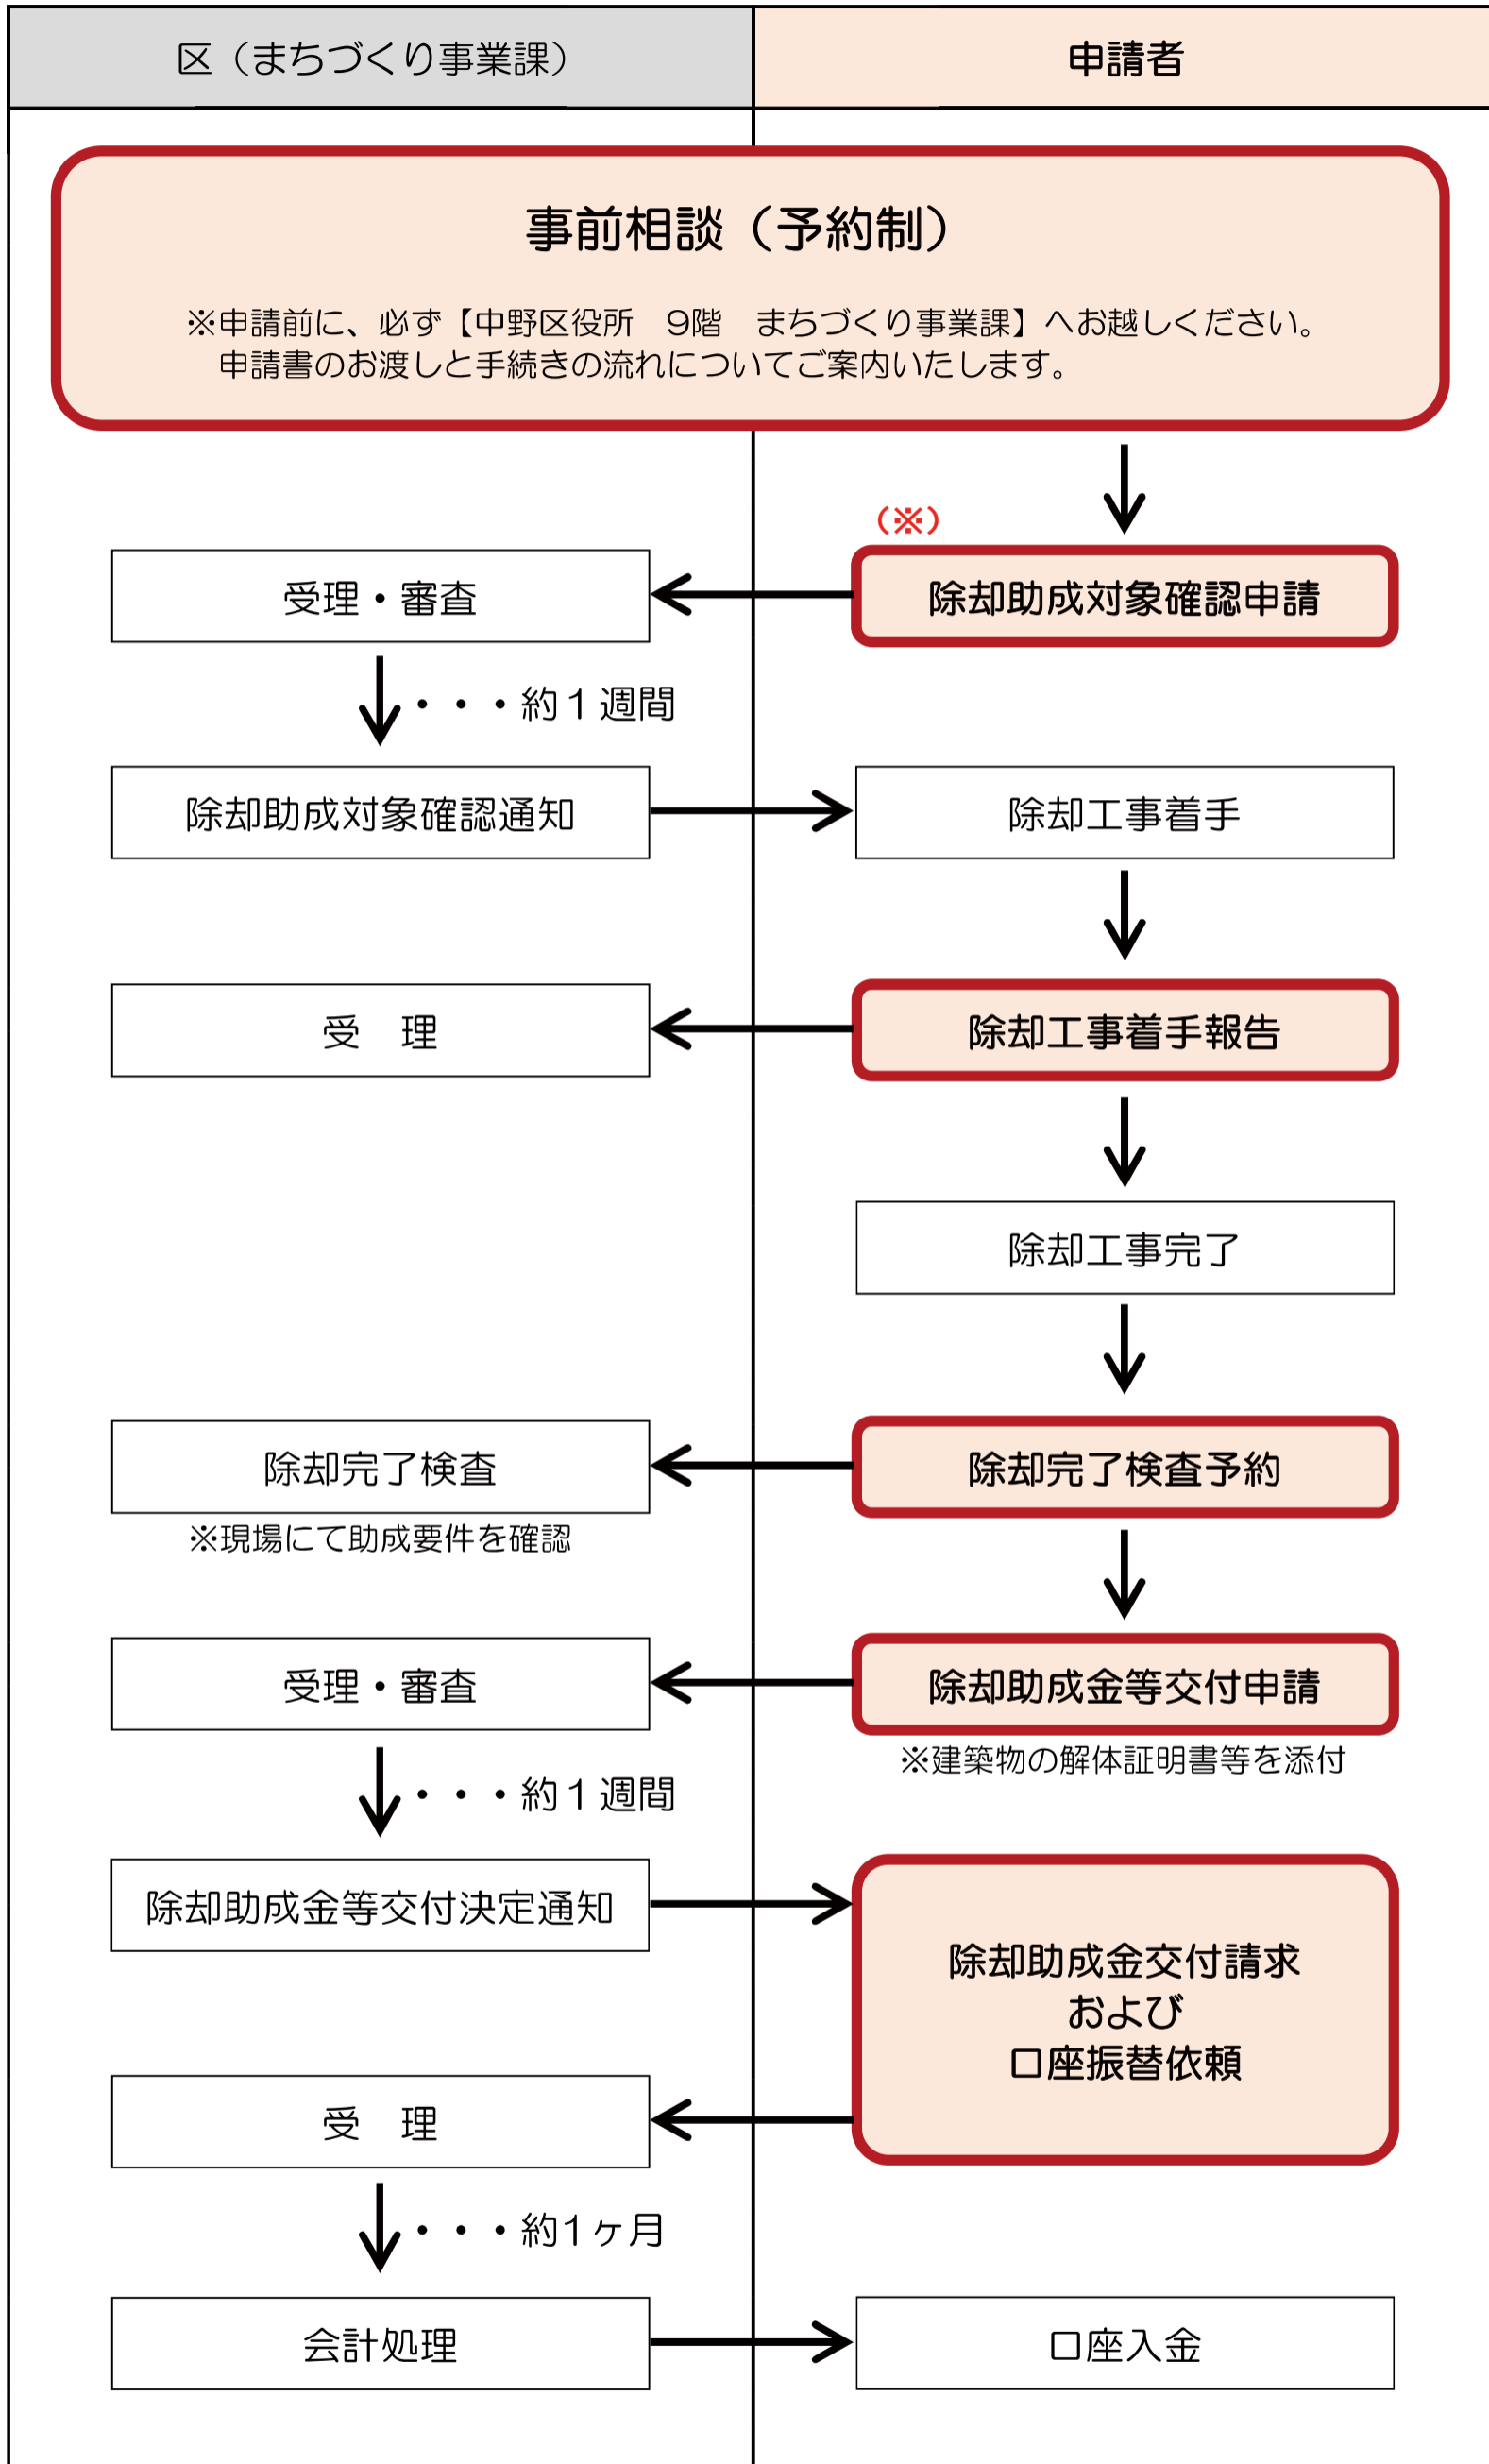 区（まちづくり事業課）
申請者
事前相談（予約制）
※申請前に、必ず【中野区役所　9階　まちづくり事業課】へお越しください。
申請書のお渡しと手続きの流れについてご案内いたします。
（※）
受理・審査
除却助成対象確認申請
・・・約１週間
除却助成対象確認通知
除却工事着手
受　理
除却工事着手報告
除却工事完了
除却完了検査
除却完了検査予約
※現場にて助成要件を確認
受理・審査
除却助成金等交付申請
※建築物の解体証明書等を添付
・・・約１週間
除却助成金等交付決定通知
除却助成金交付請求
および
口座振替依頼
受　理
・・・約1ヶ月
会計処理
口座入金